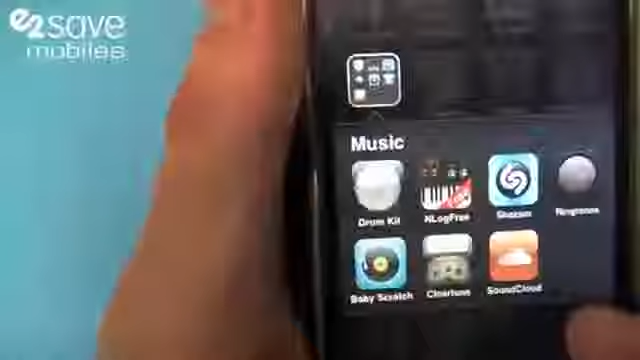 e2save
mobiles
Music
Drum Kit
NLogFree
Shazam
Ringtones
Baby Scratch
Cleartune
SoundCloud